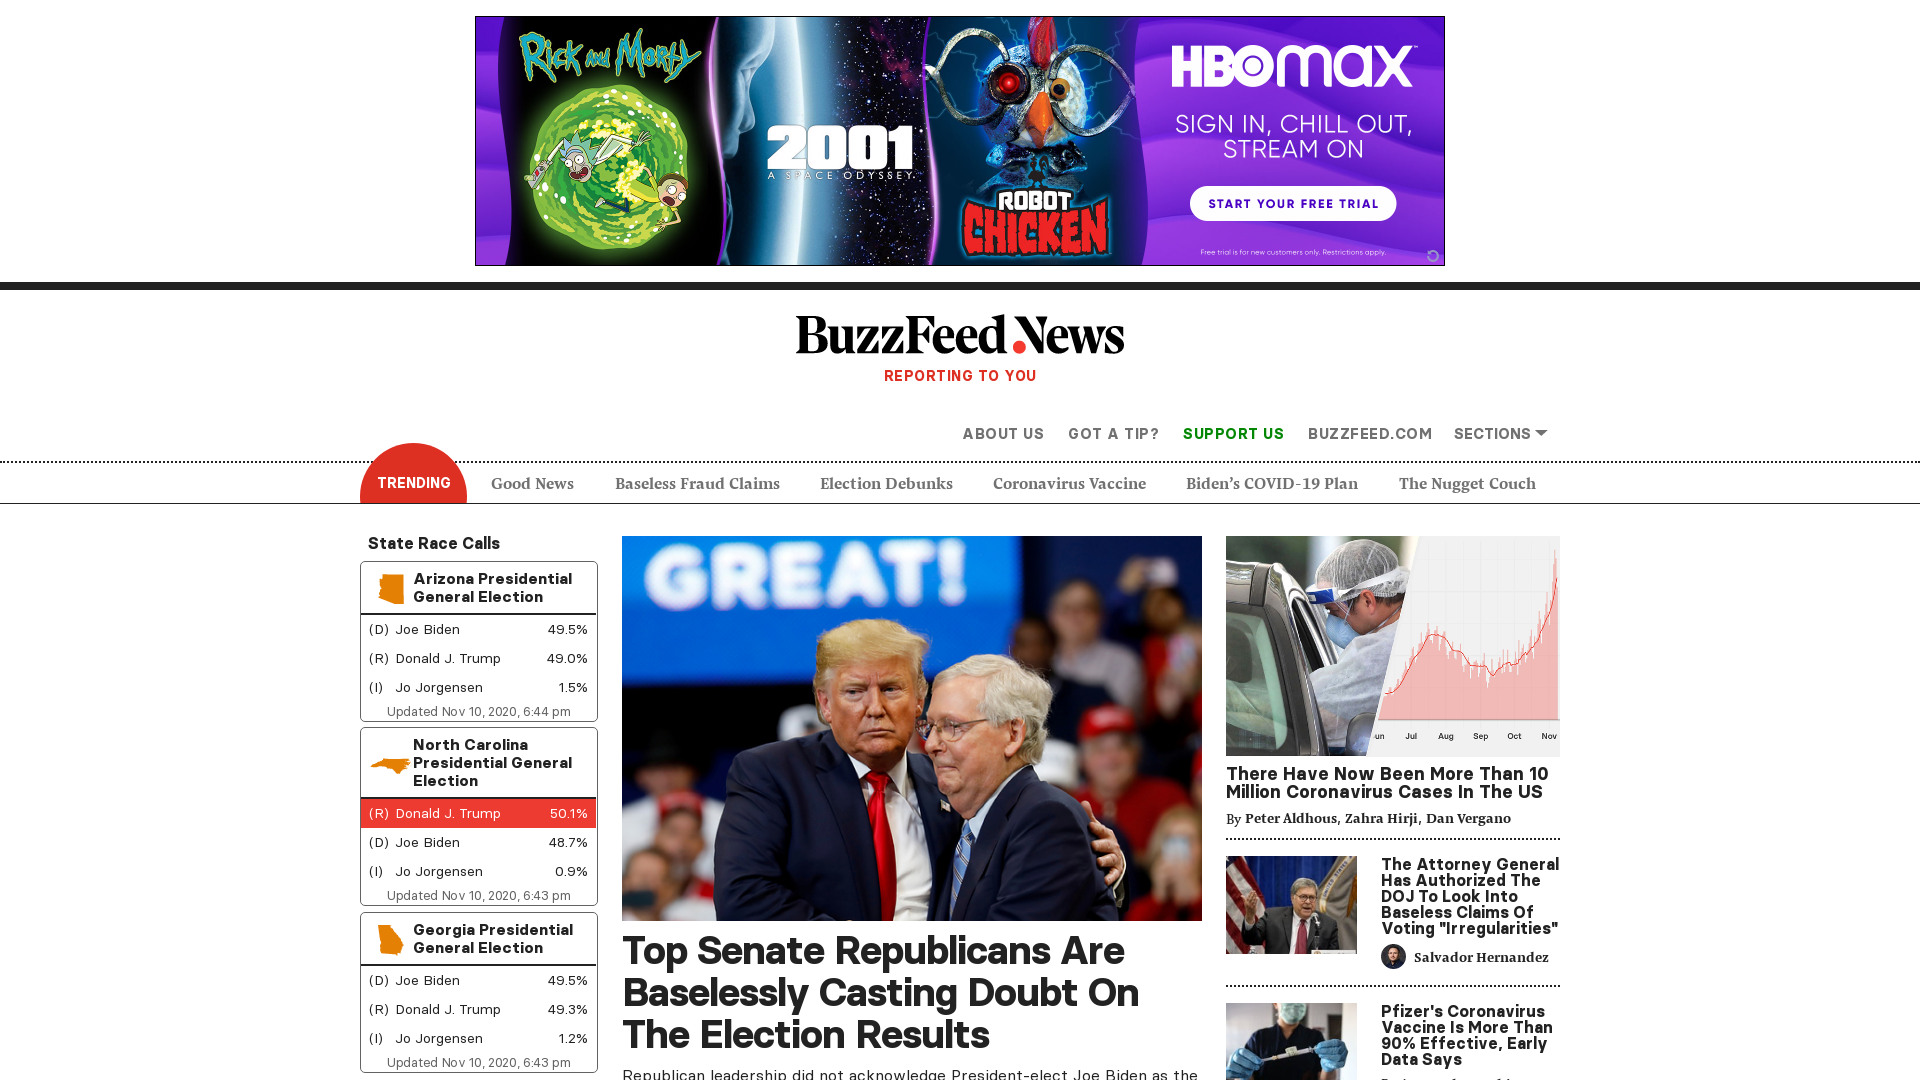 Rick and Morty
2001
A SPACE ODYSSEY
ROBOT
CHICKEN
HBOmax
SIGN IN, CHILL OUT,
STREAM ON
START YOUR FREE TRIAL
Free trial is for new customers only. Restrictions apply.
BuzzFeed News
REPORTING TO YOU
ABOUT US
GOT A TIP?
SUPPORT US
BUZZFEED.COM
SECTIONS
TRENDING
Good News
Baseless Fraud Claims
Election Debunks
Coronavirus Vaccine
Biden’s COVID-19 Plan
The Nugget Couch
State Race Calls
Arizona Presidential
General Election
(D) Joe Biden 49.5%
(R) Donald J. Trump 49.0%
(I) Jo Jorgensen 1.5%
Updated Nov 10, 2020, 6:44 pm
North Carolina
Presidential General
Election
(R) Donald J. Trump 50.1%
(D) Joe Biden 48.7%
(I) Jo Jorgensen 0.9%
Updated Nov 10, 2020, 6:43 pm
Georgia Presidential
General Election
(D) Joe Biden 49.5%
(R) Donald J. Trump 49.3%
(I) Jo Jorgensen 1.2%
Updated Nov 10, 2020, 6:43 pm
GREAT!
Top Senate Republicans Are
Baselessly Casting Doubt On
The Election Results
Republican leadership did not acknowledge President-elect Joe Biden as the
Jul Aug Sep Oct Nov
There Have Now Been More Than 10
Million Coronavirus Cases In The US
By Peter Aldhous, Zahra Hirji, Dan Vergano
The Attorney General
Has Authorized The
DOJ To Look Into
Baseless Claims Of
Voting "Irregularities"
Salvador Hernandez
Pfizer's Coronavirus
Vaccine Is More Than
90% Effective, Early
Data Says